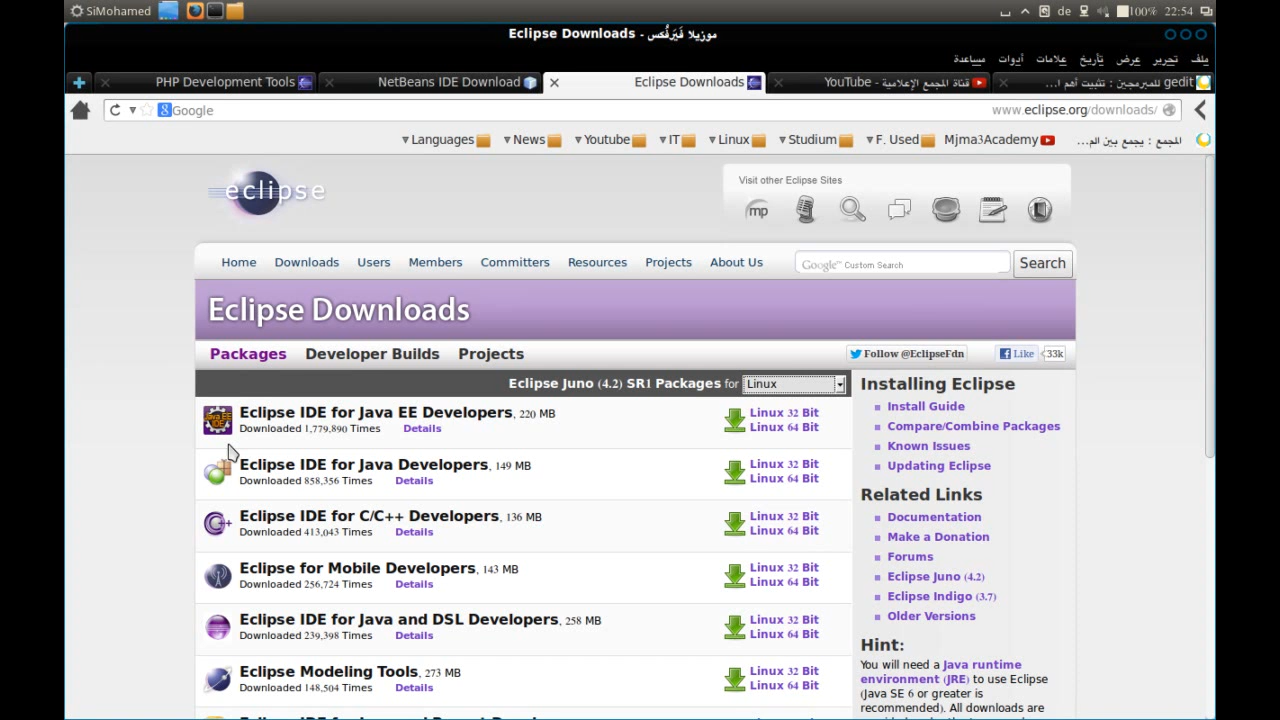 SiMohamed
de
100%
22:54
Eclipse Downloads - موزيلا فَيَرفُكس
ملف تحرير عرض تأريخ علامات أدوات مساعدة
PHP Development Tools
NetBeans IDE Download
Eclipse Downloads
قناة المجمع الإعلامية - YouTube
gedit للمبرمجين : تثبيت أهم ا...
Google
www.eclipse.org/downloads/
Languages
News
Youtube
IT
Linux
Studium
F. Used
Mjma3Academy
المجمع : يجمع بين الم...
eclipse
Visit other Eclipse Sites
mp
Home Downloads Users Members Committers Resources Projects About Us
Google™ Custom Search
Search
Eclipse Downloads
Packages Developer Builds Projects
Follow @EclipseFdn
Like
33k
Eclipse Juno (4.2) SR1 Packages for Linux
Eclipse IDE for Java EE Developers, 220 MB
Downloaded 1,779,890 Times Details
Linux 32 Bit
Linux 64 Bit
Eclipse IDE for Java Developers, 149 MB
Downloaded 858,356 Times Details
Linux 32 Bit
Linux 64 Bit
Eclipse IDE for C/C++ Developers, 136 MB
Downloaded 413,043 Times Details
Linux 32 Bit
Linux 64 Bit
Eclipse for Mobile Developers, 143 MB
Downloaded 256,724 Times Details
Linux 32 Bit
Linux 64 Bit
Eclipse IDE for Java and DSL Developers, 258 MB
Downloaded 239,398 Times Details
Linux 32 Bit
Linux 64 Bit
Eclipse Modeling Tools, 273 MB
Downloaded 148,504 Times Details
Linux 32 Bit
Linux 64 Bit
Installing Eclipse
Install Guide
Compare/Combine Packages
Known Issues
Updating Eclipse
Related Links
Documentation
Make a Donation
Forums
Eclipse Juno (4.2)
Eclipse Indigo (3.7)
Older Versions
Hint:
You will need a Java runtime
environment (JRE) to use Eclipse
(Java SE 6 or greater is
recommended). All downloads are